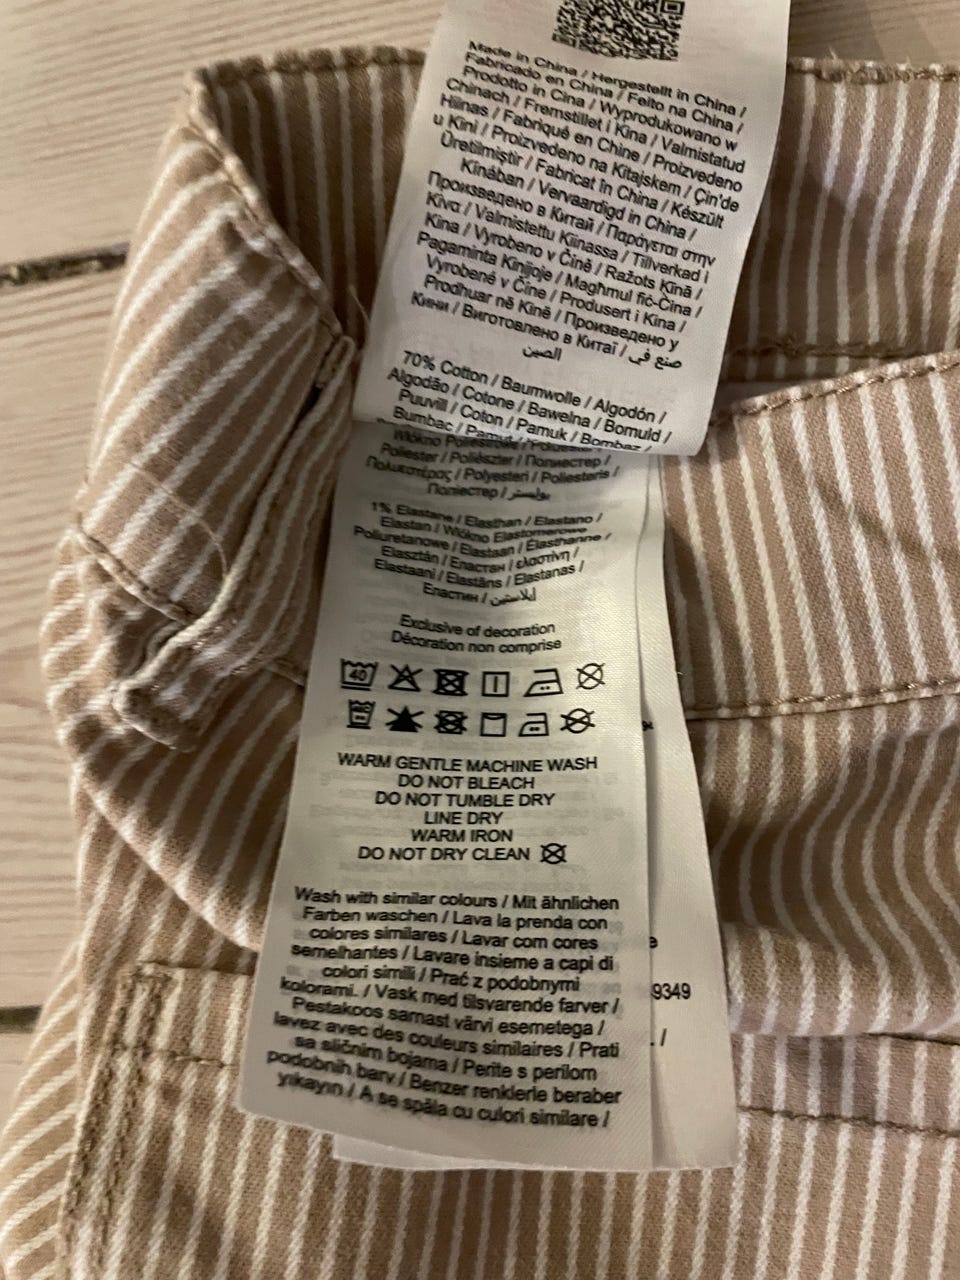 Made in China / Hergestellt in China /
Fabricado en China / Feito na China /
Prodotto in Cina / Wyprodukowano w
Chinach / Fremstillet i Kina / Valmistatud
Hiinas / Fabriqué en Chine / Proizvedeno
u Kini / Proizvedeno na Kitajskem / Çin'de
Üretilmiştir / Fabricat în China / Készült
Kínában / Vervaardigd in China /
Произведено в Китай / Παράγεται στην
Κίνα / Valmistettu Kiinassa / Tillverkad i
Kina / Vyrobeno v Číně / Ražots Ķīnā /
Pagaminta Kinijoje / Magħmul fiċ-Ċina /
Vyrobené v Číne / Produsert i Kina /
Prodhuar në Kinë / Произведено у
Кини / Виготовлено в Китаї / صنع في
الصين
70% Cotton / Baumwolle / Algodón /
Algodão / Cotone / Bawełna / Bomuld /
Puuvill / Coton / Pamuk / Bombaž /
Bumbac / Pamut /
Włókno Poliestrowe /
Poliester / Poliészter / Полиестер /
Πολυεστέρας / Polyesteri / Poliesteris /
Поліестер / بوليستر
1% Elastane / Elasthan / Elastano /
Elastan / Włókno Elastomerowe
Poliuretanowe / Elastaan / Élasthanne /
Elasztán / Еластан / ελαστίνη /
Elastaani / Elastāns / Elastanas /
Еластин / إيلاستين
Exclusive of decoration
Décoration non comprise
40
WARM GENTLE MACHINE WASH
DO NOT BLEACH
DO NOT TUMBLE DRY
LINE DRY
WARM IRON
DO NOT DRY CLEAN
Wash with similar colours / Mit ähnlichen
Farben waschen / Lava la prenda con
colores similares / Lavar com cores
semelhantes / Lavare insieme a capi di
colori simili / Prać z podobnymi
kolorami. / Vask med tilsvarende farver /
Pestakoos samast värvi esemetega /
lavez avec des couleurs similaires / Prati
sa sličnim bojama / Perite s perilom
podobnih barv / Benzer renklerle beraber
yıkayın / A se spăla cu culori similare /
9349